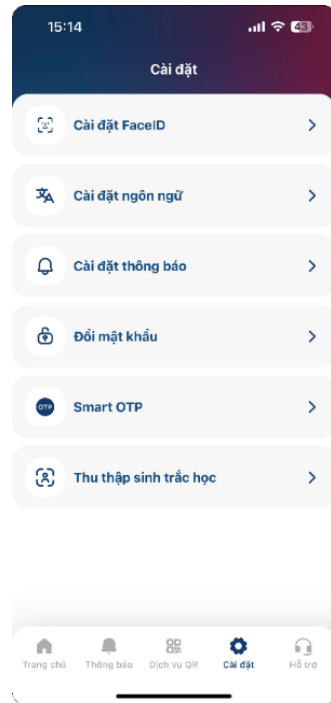 15:14
43
Cài đặt
Cài đặt FaceID
Cài đặt ngôn ngữ
Cài đặt thông báo
Đổi mật khẩu
OTP
Smart OTP
Thu thập sinh trắc học
Trang chủ Thông báo Dịch vụ QR Cài đặt Hỗ trợ